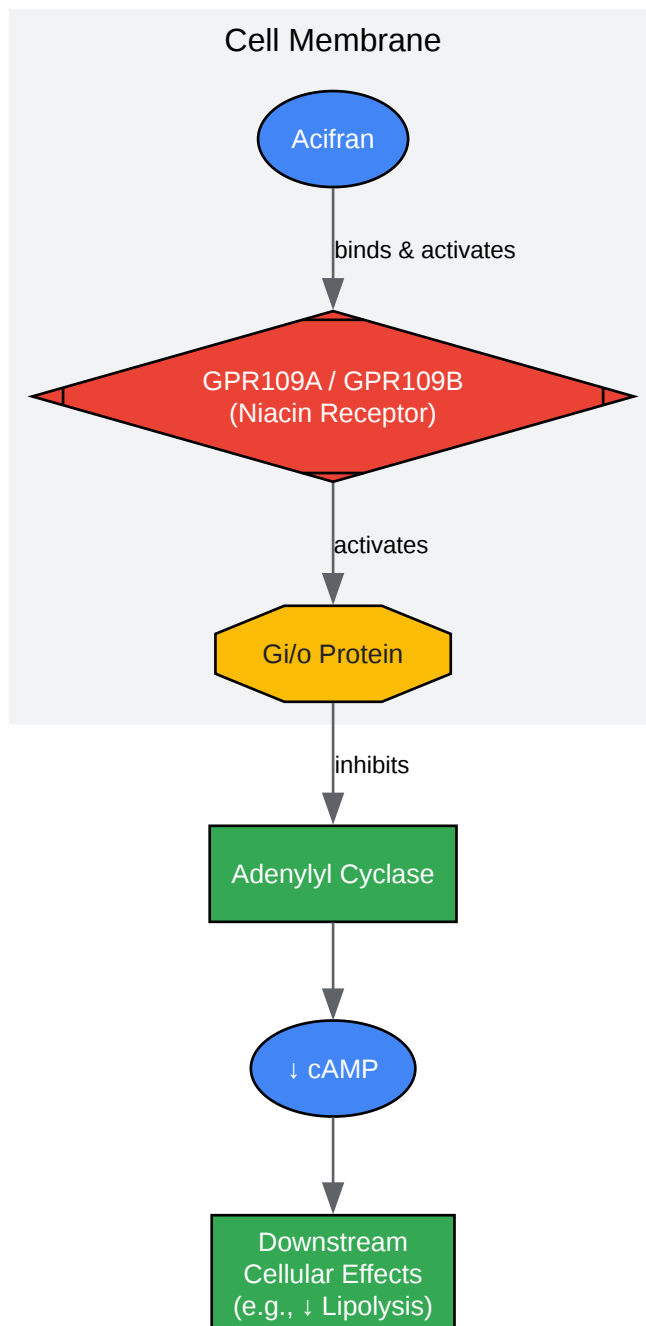 Cell Membrane
Acifran
binds & activates
GPR109A / GPR109B
(Niacin Receptor)
activates
Gi/o Protein
inhibits
Adenylyl Cyclase
↓ cAMP
Downstream
Cellular Effects
(e.g., ↓ Lipolysis)